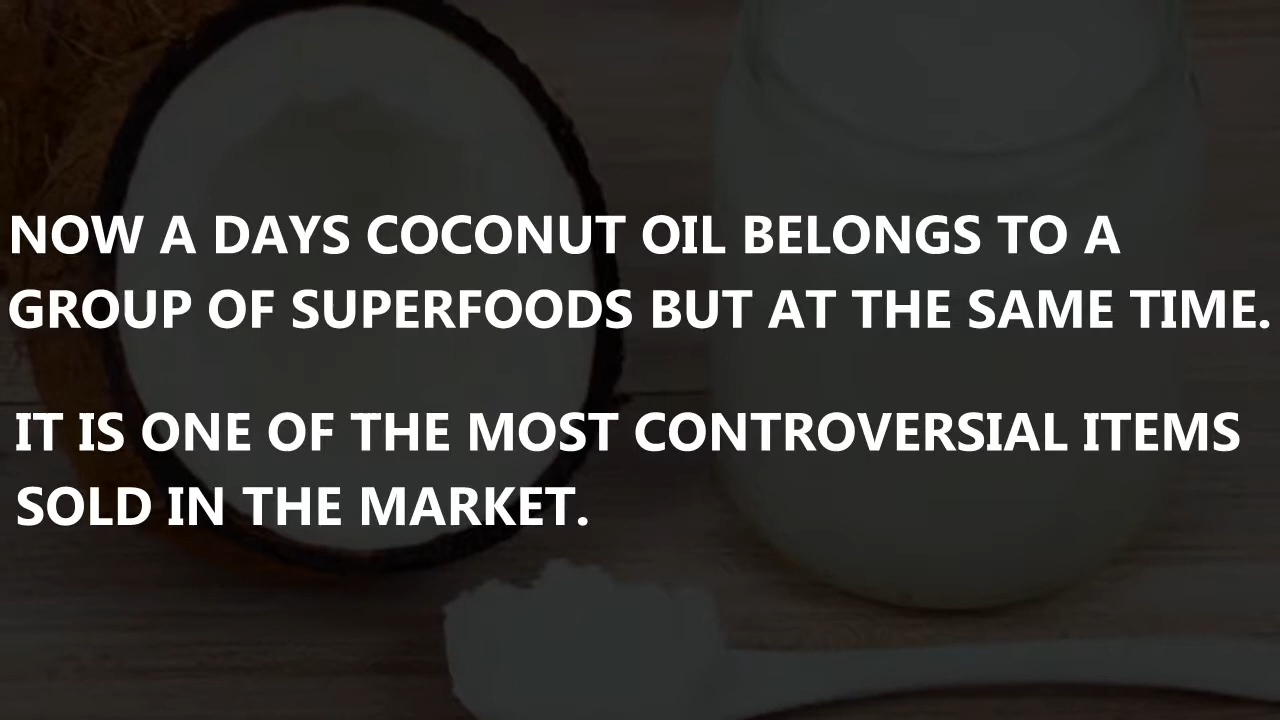 NOW A DAYS COCONUT OIL BELONGS TO A
GROUP OF SUPERFOODS BUT AT THE SAME TIME.
IT IS ONE OF THE MOST CONTROVERSIAL ITEMS
SOLD IN THE MARKET.